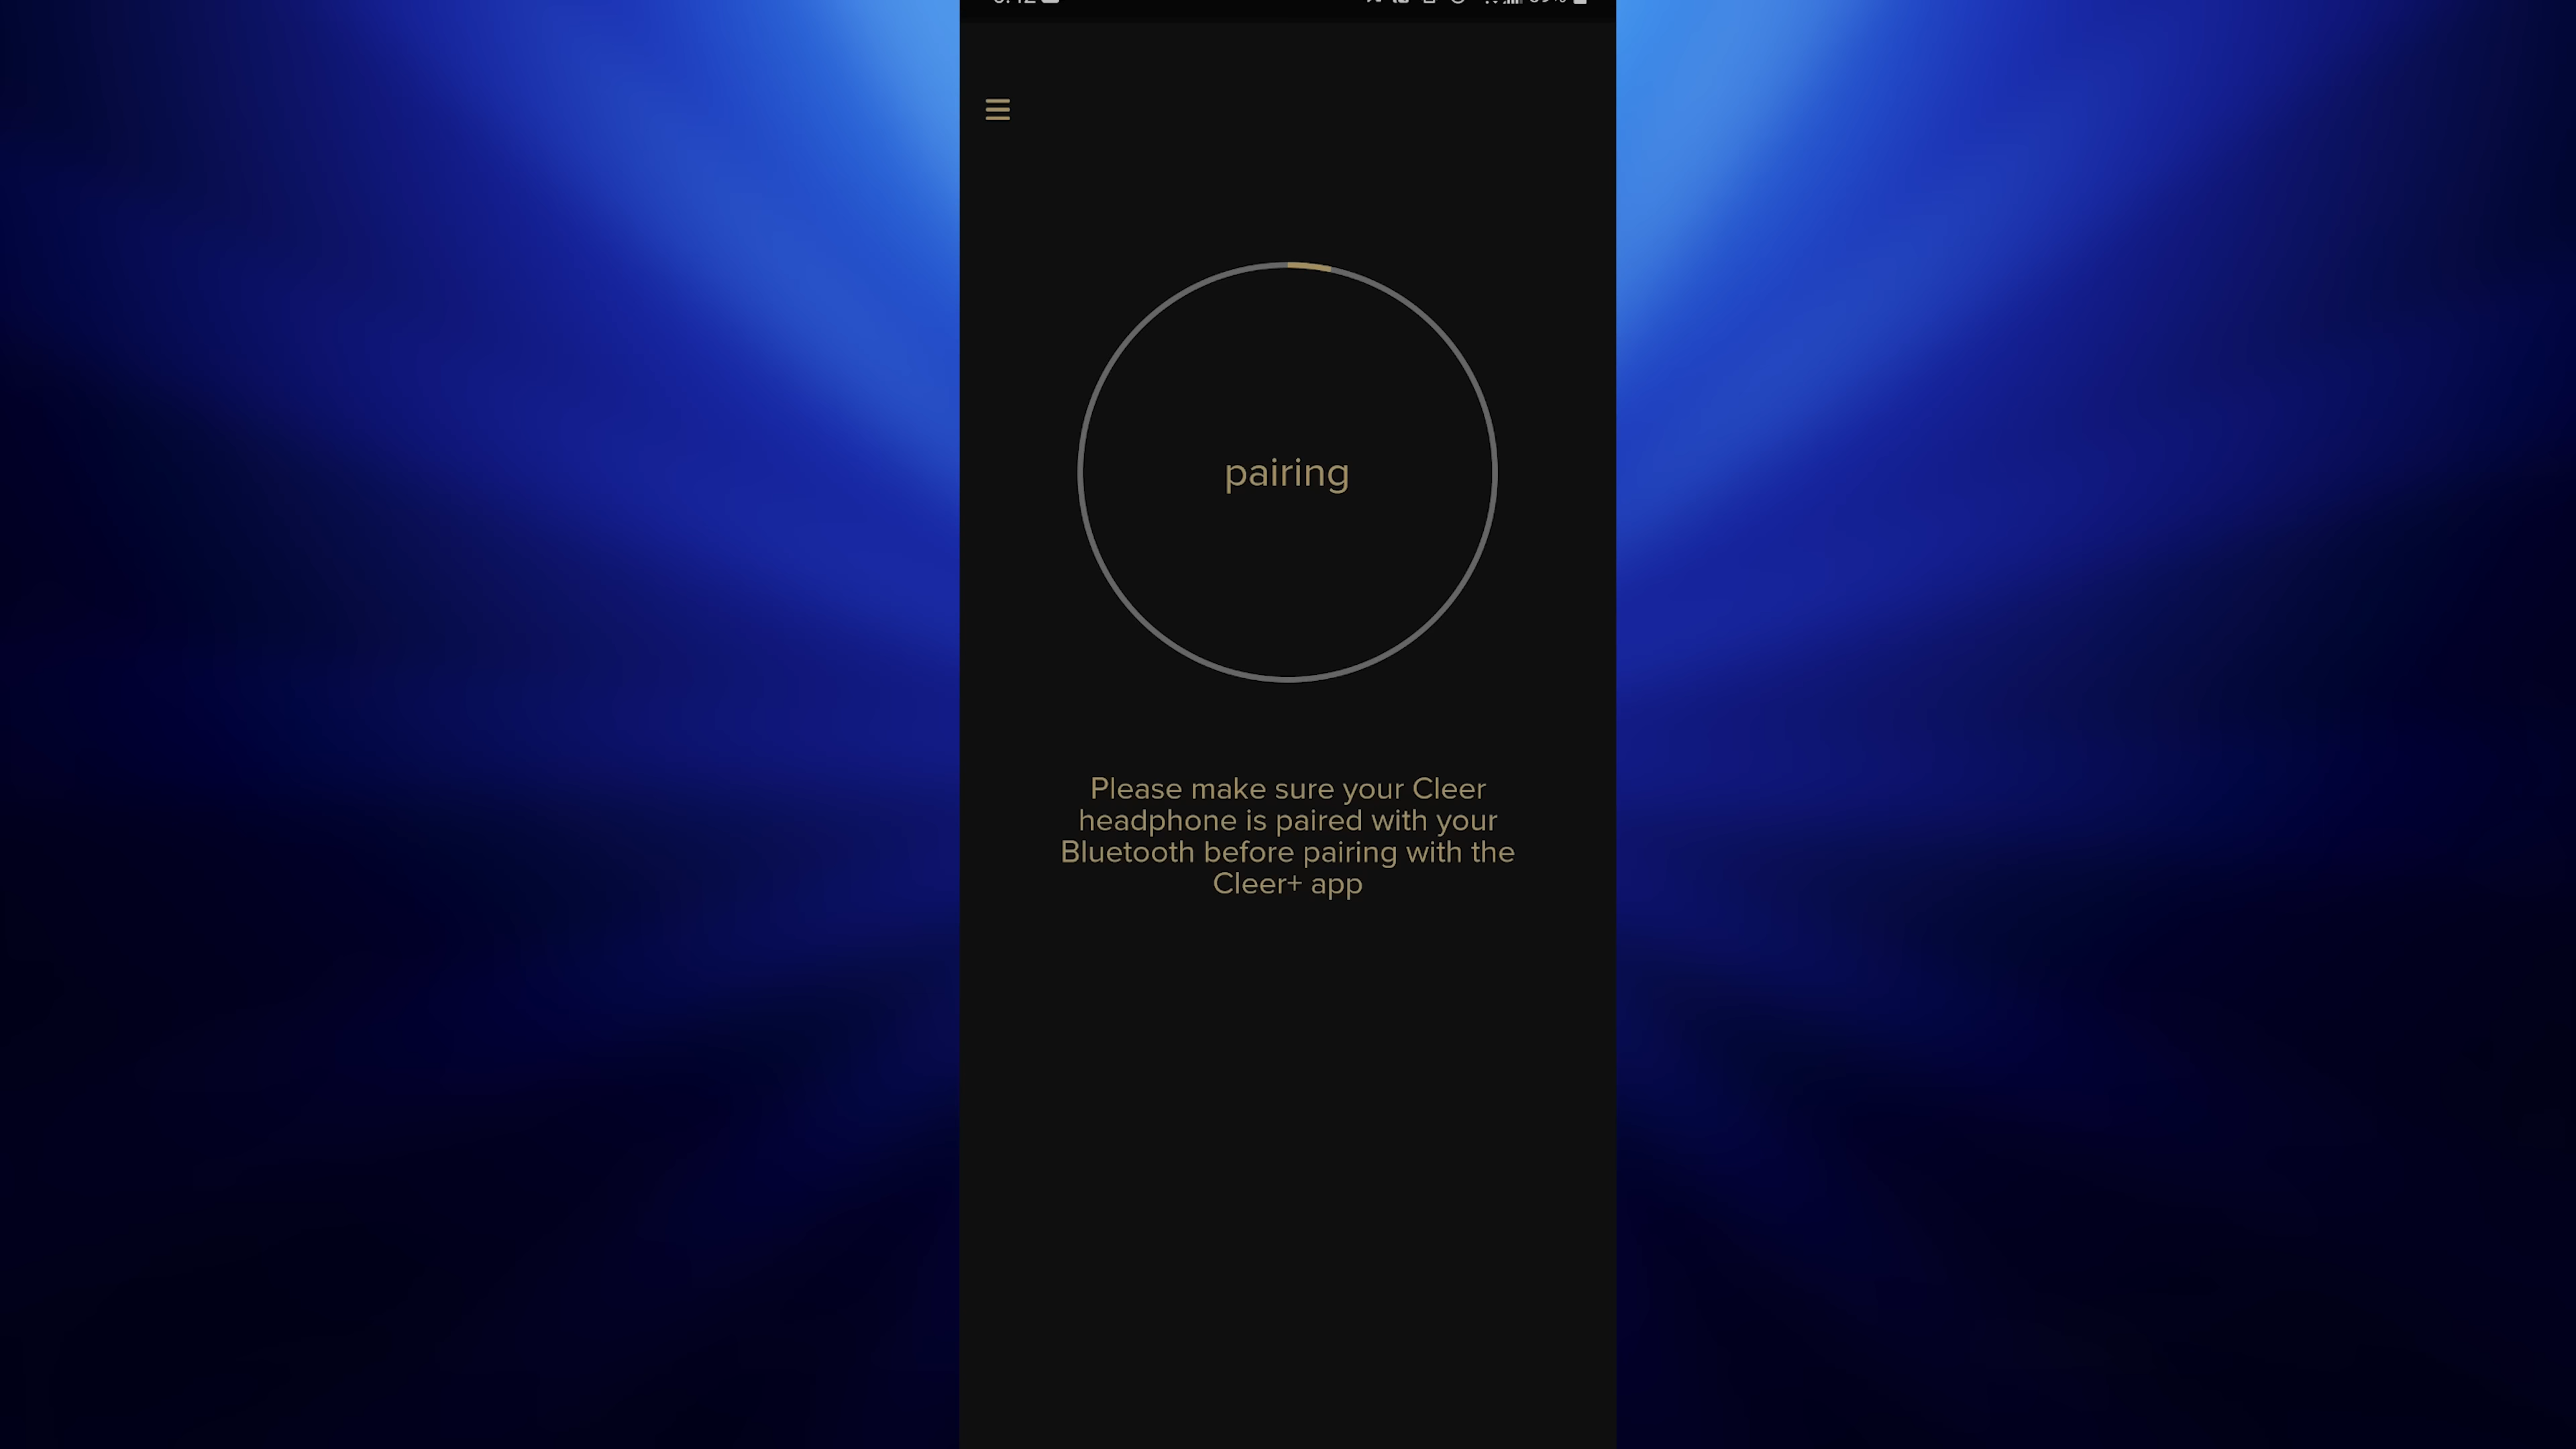 pairing
Please make sure your Cleer
headphone is paired with your
Bluetooth before pairing with the
Cleer+ app